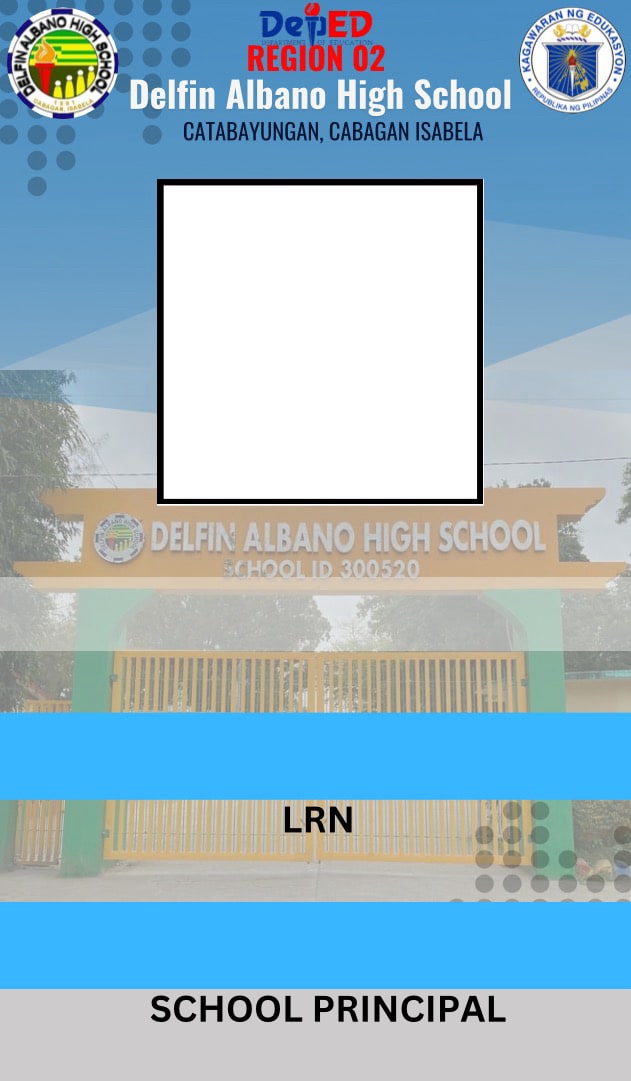 DELFIN ALBANO HIGH SCHOOL
1991
CABAGAN, ISABELA
DepED
DEPARTMENT OF EDUCATION
REGION 02
Delfin Albano High School
CATABAYUNGAN, CABAGAN ISABELA
KAGAWARAN NG EDUKASYON
REPUBLIKA NG PILIPINAS
DELFIN ALBANO HIGH SCHOOL
SCHOOL ID 300520
LRN
SCHOOL PRINCIPAL